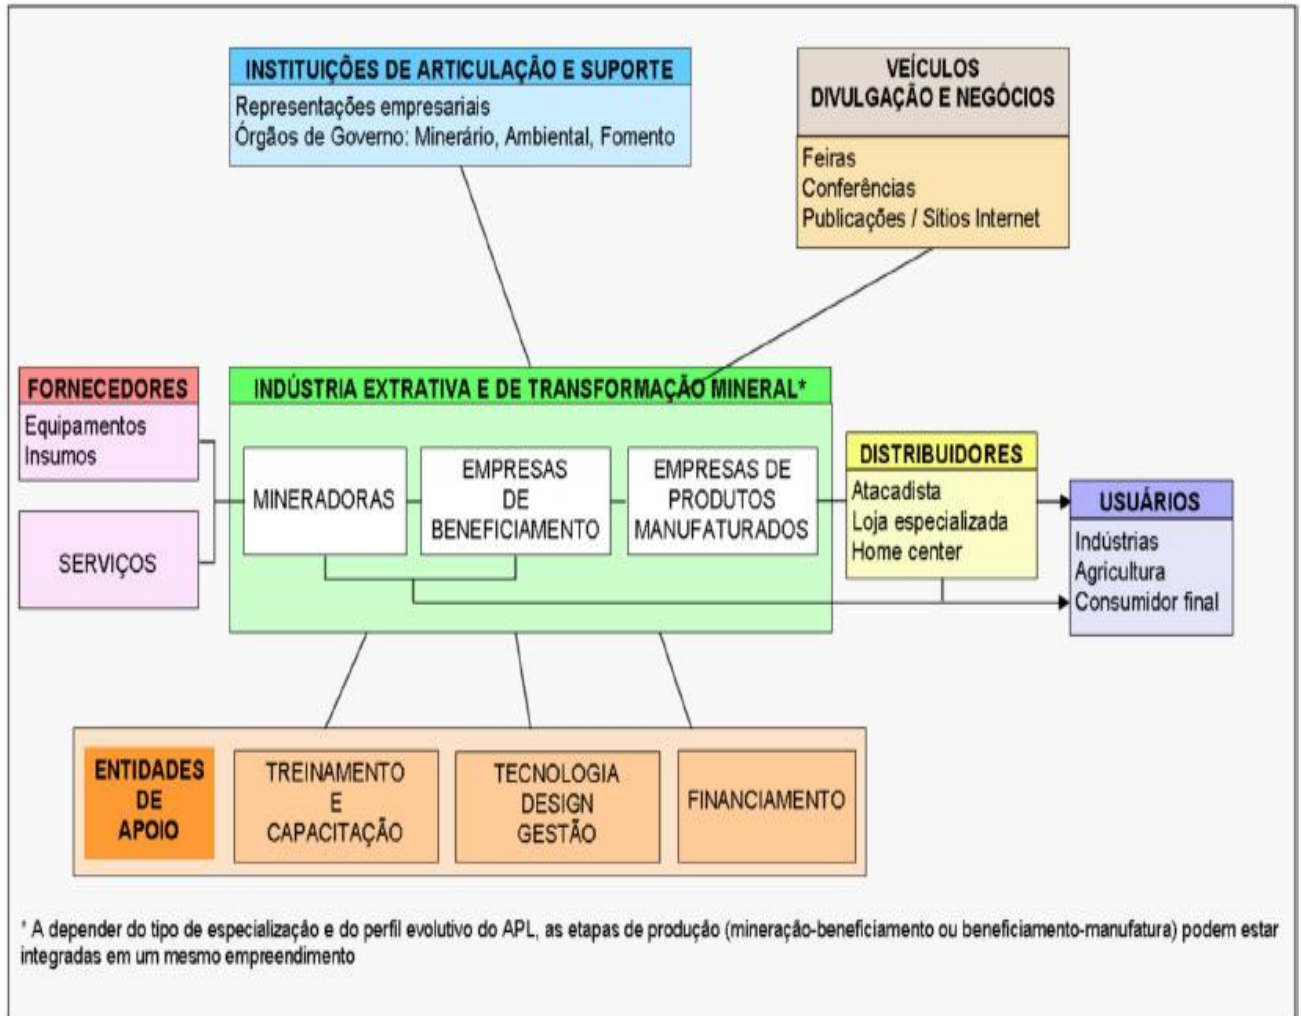 INSTITUIÇÕES DE ARTICULAÇÃO E SUPORTE
Representações empresariais
Órgãos de Governo: Minerário, Ambiental, Fomento
VEÍCULOS
DIVULGAÇÃO E NEGÓCIOS
Feiras
Conferências
Publicações / Sítios Internet
FORNECEDORES
Equipamentos
Insumos
SERVIÇOS
INDÚSTRIA EXTRATIVA E DE TRANSFORMAÇÃO MINERAL*
MINERADORAS
EMPRESAS
DE
BENEFICIAMENTO
EMPRESAS DE
PRODUTOS
MANUFATURADOS
DISTRIBUIDORES
Atacadista
Loja especializada
Home center
USUÁRIOS
Indústrias
Agricultura
Consumidor final
ENTIDADES
DE
APOIO
TREINAMENTO
E
CAPACITAÇÃO
TECNOLOGIA
DESIGN
GESTÃO
FINANCIAMENTO
* A depender do tipo de especialização e do perfil evolutivo do APL, as etapas de produção (mineração-beneficiamento ou beneficiamento-manufatura) podem estar
integradas em um mesmo empreendimento